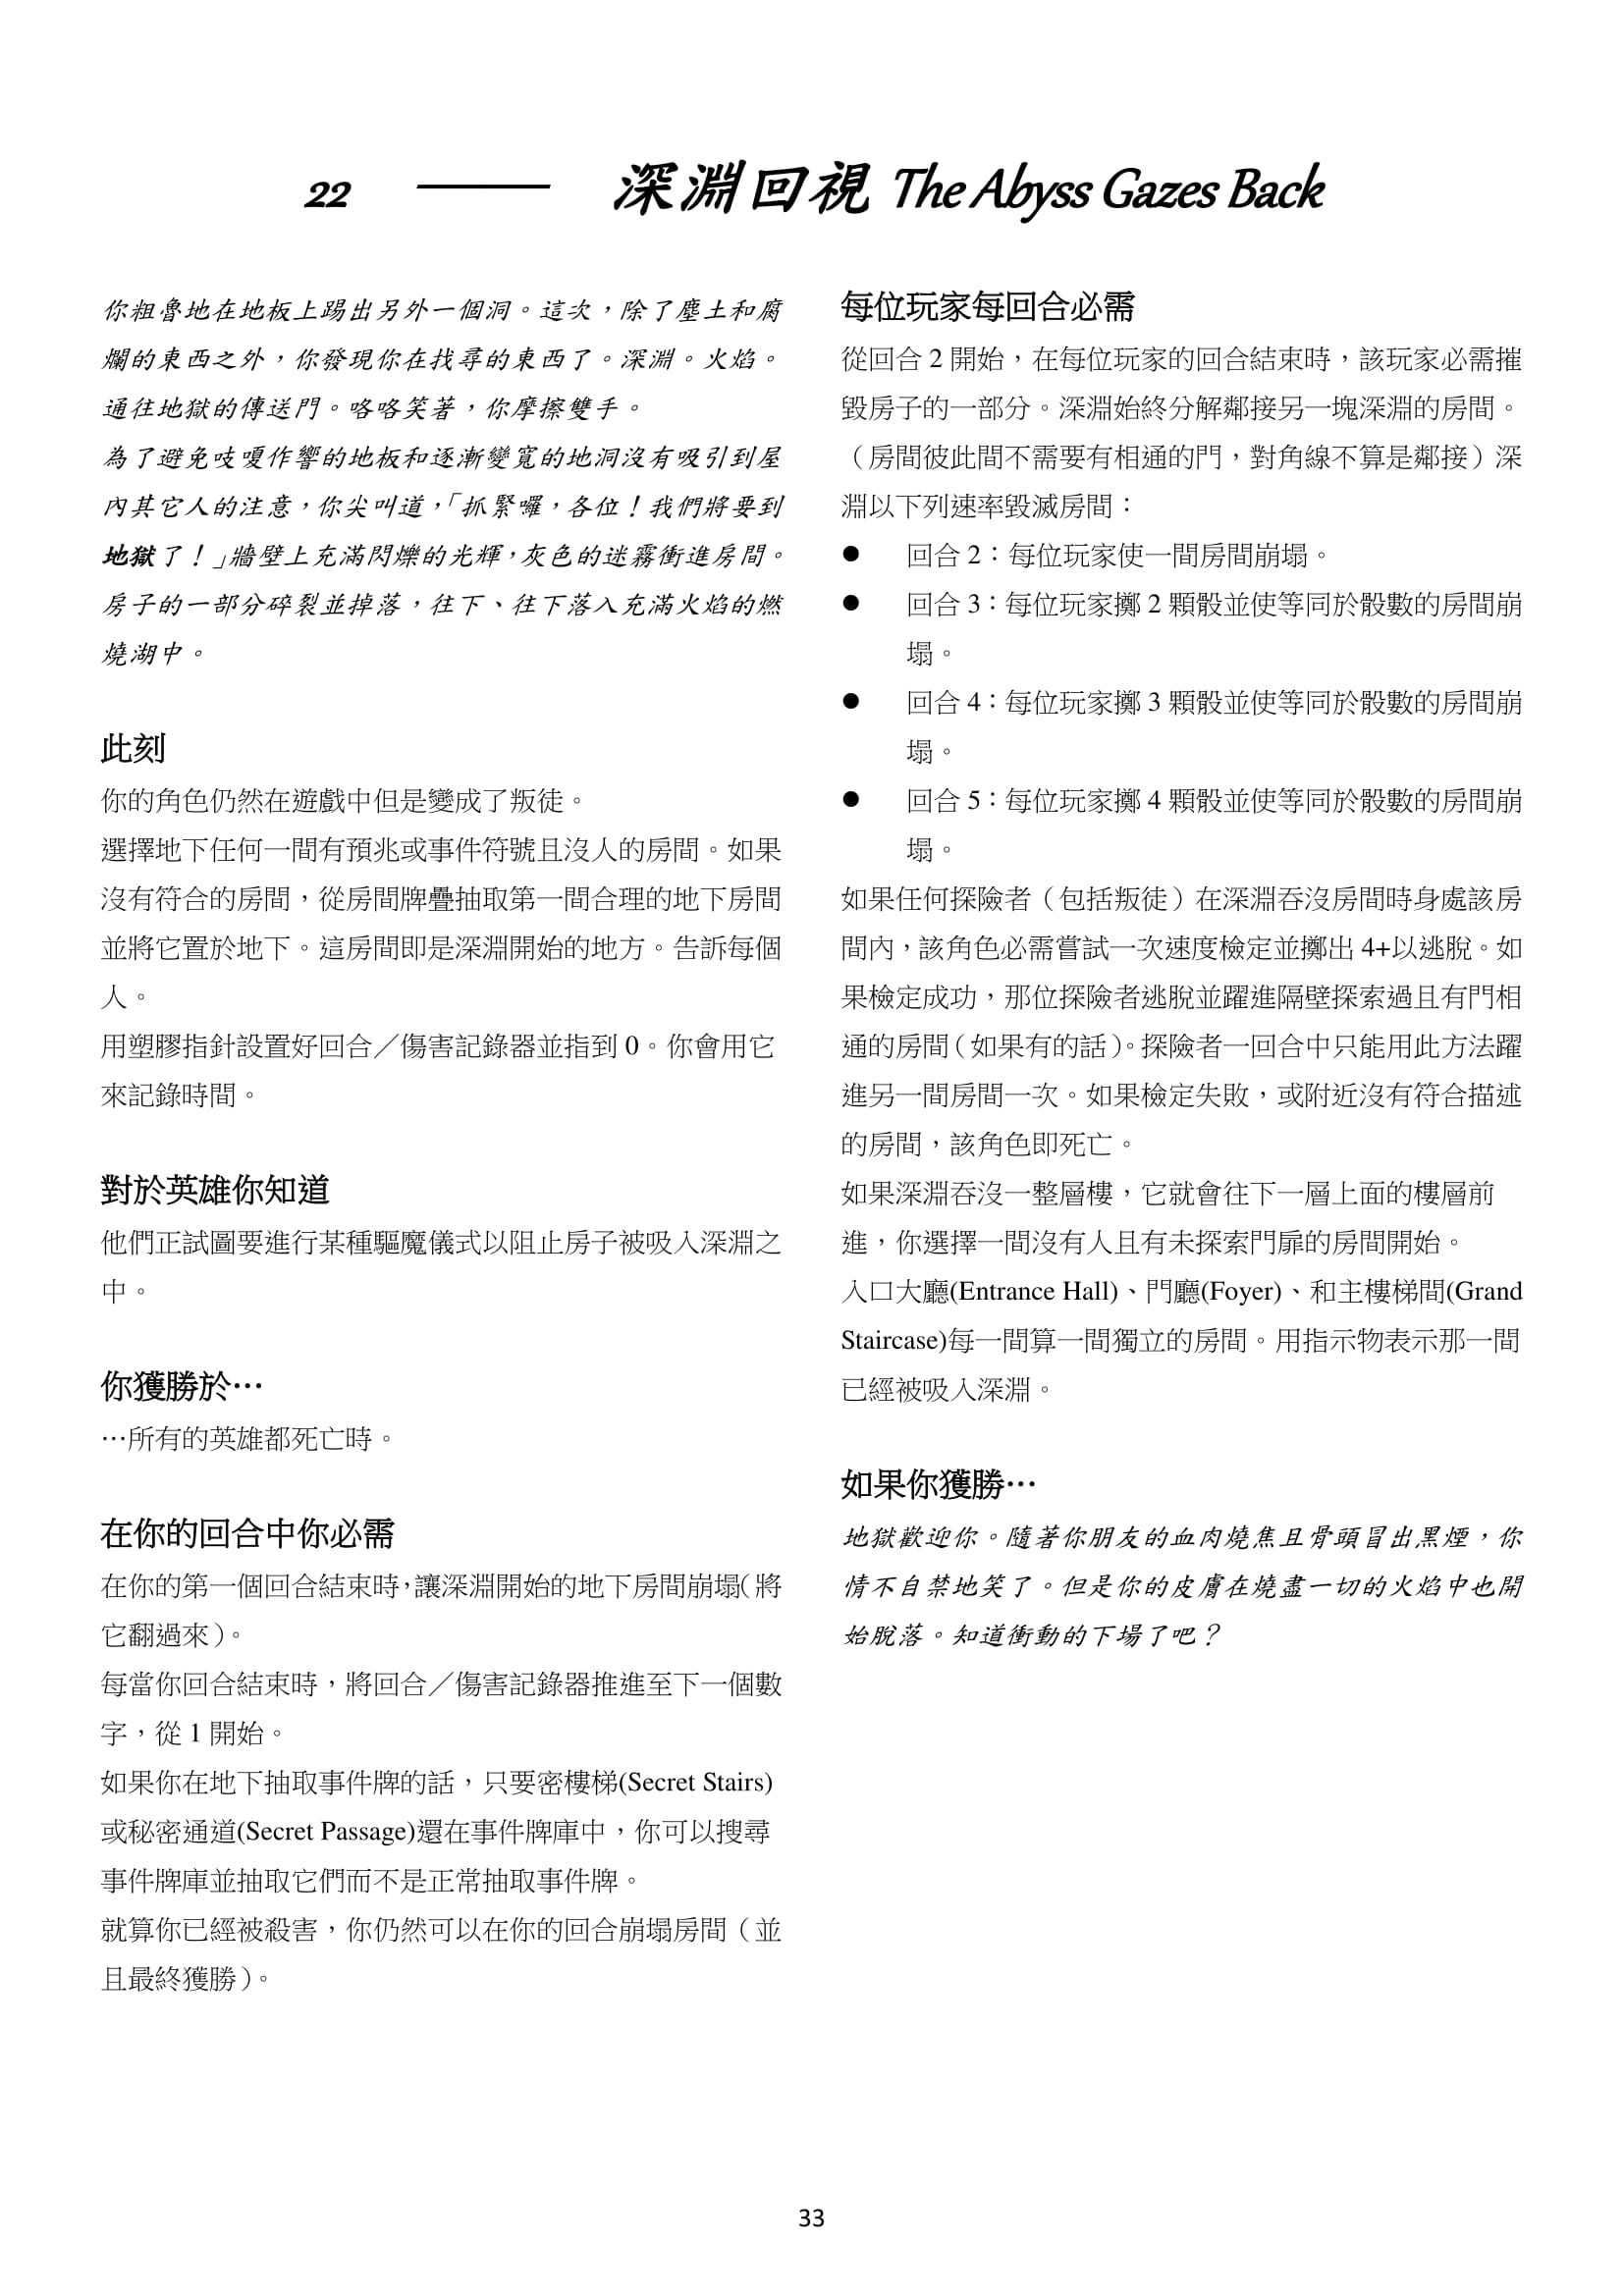 22 —— 深淵回視 The Abyss Gazes Back
你粗魯地在地板上踢出另外一個洞。這次，除了塵土和腐
爛的東西之外，你發現你在找尋的東西了。深淵。火焰。
通往地獄的傳送門。咯咯笑著，你摩擦雙手。
為了避免吱嗄作響的地板和逐漸變寬的地洞沒有吸引到屋
內其它人的注意，你尖叫道，「抓緊囉，各位！我們將要到
地獄了！」牆壁上充滿閃爍的光輝，灰色的迷霧衝進房間。
房子的一部分碎裂並掉落，往下、往下落入充滿火焰的燃
燒湖中。
此刻
你的角色仍然在遊戲中但是變成了叛徒。
選擇地下任何一間有預兆或事件符號且沒人的房間。如果
沒有符合的房間，從房間牌疊抽取第一間合理的地下房間
並將它置於地下。這房間即是深淵開始的地方。告訴每個
人。
用塑膠指針設置好回合／傷害記錄器並指到 0。你會用它
來記錄時間。
對於英雄你知道
他們正試圖要進行某種驅魔儀式以阻止房子被吸入深淵之
中。
你獲勝於…
…所有的英雄都死亡時。
在你的回合中你必需
在你的第一個回合結束時，讓深淵開始的地下房間崩塌（將
它翻過來）。
每當你回合結束時，將回合／傷害記錄器推進至下一個數
字，從 1 開始。
如果你在地下抽取事件牌的話，只要密樓梯(Secret Stairs)
或秘密通道(Secret Passage)還在事件牌庫中，你可以搜尋
事件牌庫並抽取它們而不是正常抽取事件牌。
就算你已經被殺害，你仍然可以在你的回合崩塌房間（並
且最終獲勝）。
每位玩家每回合必需
從回合 2 開始，在每位玩家的回合結束時，該玩家必需摧
毀房子的一部分。深淵始終分解鄰接另一塊深淵的房間。
（房間彼此間不需要有相通的門，對角線不算是鄰接）深
淵以下列速率毀滅房間：
● 回合 2：每位玩家使一間房間崩塌。
● 回合 3：每位玩家擲 2 顆骰並使等同於骰數的房間崩
塌。
● 回合 4：每位玩家擲 3 顆骰並使等同於骰數的房間崩
塌。
● 回合 5：每位玩家擲 4 顆骰並使等同於骰數的房間崩
塌。
如果任何探險者（包括叛徒）在深淵吞沒房間時身處該房
間內，該角色必需嘗試一次速度檢定並擲出 4+以逃脫。如
果檢定成功，那位探險者逃脫並躍進隔壁探索過且有門相
通的房間（如果有的話）。探險者一回合中只能用此方法躍
進另一間房間一次。如果檢定失敗，或附近沒有符合描述
的房間，該角色即死亡。
如果深淵吞沒一整層樓，它就會往下一層上面的樓層前
進，你選擇一間沒有人且有未探索門扉的房間開始。
入口大廳(Entrance Hall)、門廳(Foyer)、和主樓梯間(Grand
Staircase)每一間算一間獨立的房間。用指示物表示那一間
已經被吸入深淵。
如果你獲勝…
地獄歡迎你。隨著你朋友的血肉燒焦且骨頭冒出黑煙，你
情不自禁地笑了。但是你的皮膚在燒盡一切的火焰中也開
始脫落。知道衝動的下場了吧？
33